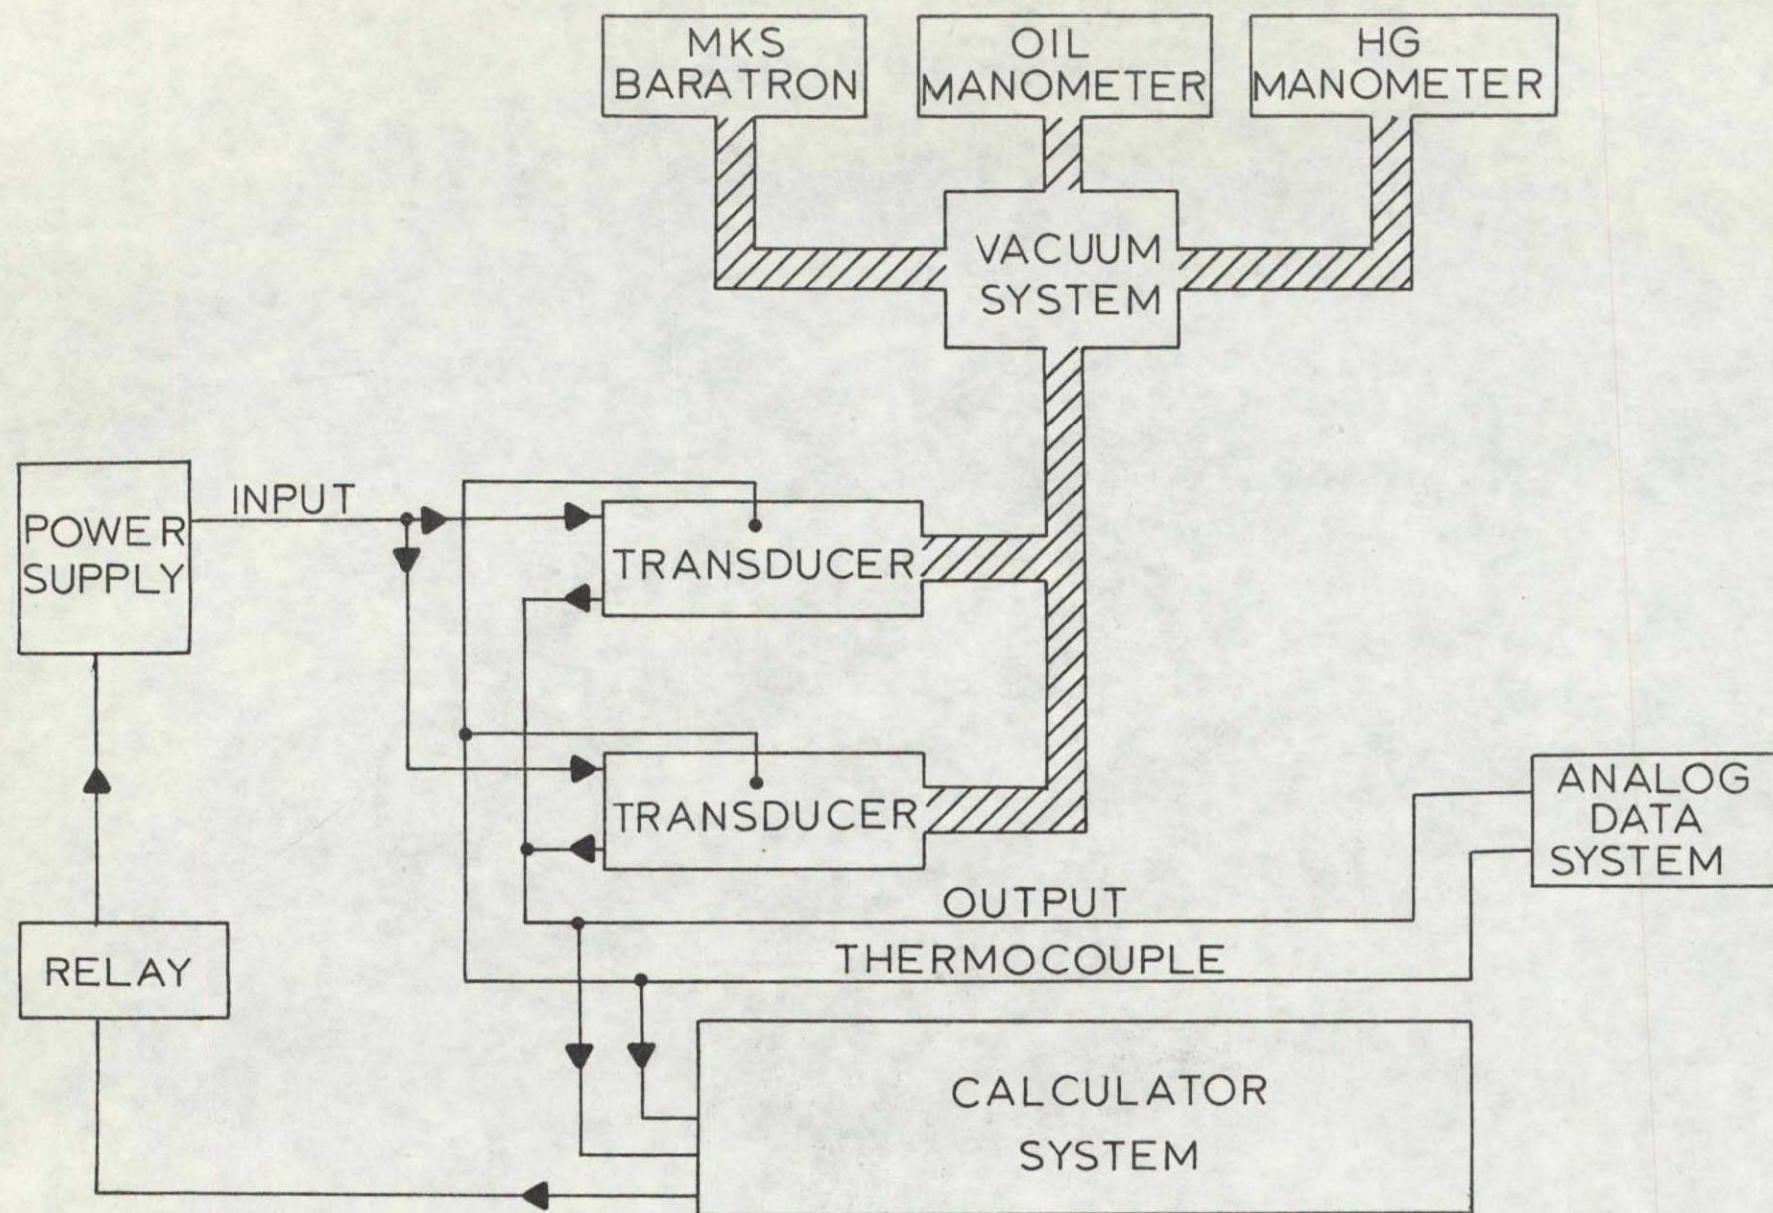 MKS
BARATRON
OIL
MANOMETER
HG
MANOMETER
VACUUM
SYSTEM
INPUT
POWER
SUPPLY
TRANSDUCER
TRANSDUCER
ANALOG
DATA
SYSTEM
OUTPUT
THERMOCOUPLE
RELAY
CALCULATOR
SYSTEM